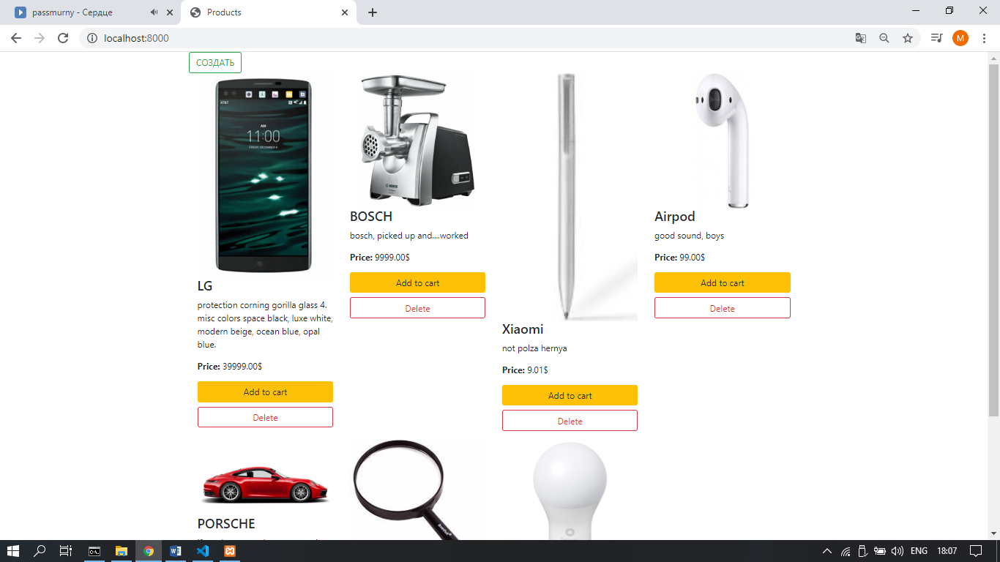 passmurny - Сердце
Products
localhost:8000
M
СОЗДАТЬ
AT&T
AM
11:00
BOSCH
LG
protection corning gorilla glass 4.
misc colors space black, luxe white,
modern beige, ocean blue, opal
blue.
Price: 39999.00$
Add to cart
Delete
BOSCH
bosch, picked up and....worked
Price: 9999.00$
Add to cart
Delete
Xiaomi
not polza hernya
Price: 9.01$
Add to cart
Delete
Airpod
good sound, boys
Price: 99.00$
Add to cart
Delete
PORSCHE
ENG
18:07